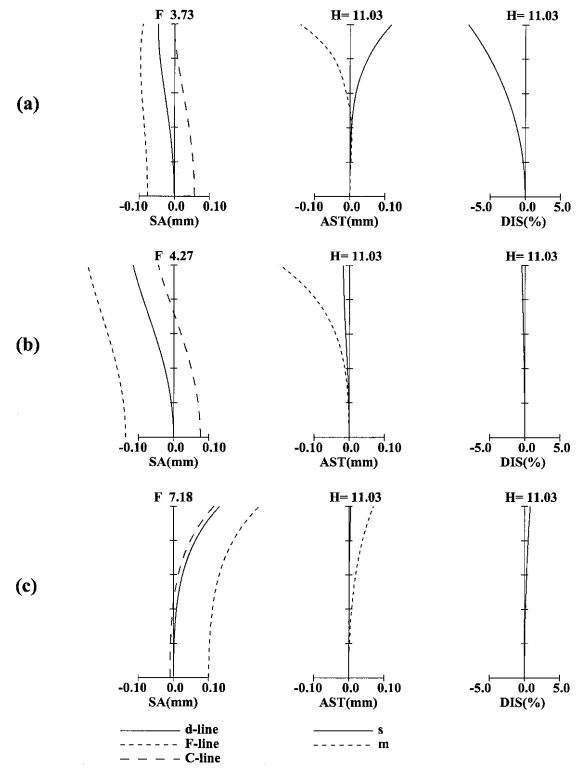 F 3.73 H= 11.03 H= 11.03
(a)
-0.10 0.0 0.10 -0.10 0.0 0.10 -5.0 0.0 5.0
SA(mm) AST(mm) DIS(%)
F 4.27 H= 11.03 H= 11.03
(b)
-0.10 0.0 0.10 -0.10 0.0 0.10 -5.0 0.0 5.0
SA(mm) AST(mm) DIS(%)
F 7.18 H= 11.03 H= 11.03
(c)
-0.10 0.0 0.10 -0.10 0.0 0.10 -5.0 0.0 5.0
SA(mm) AST(mm) DIS(%)
d-line s
F-line m
C-line